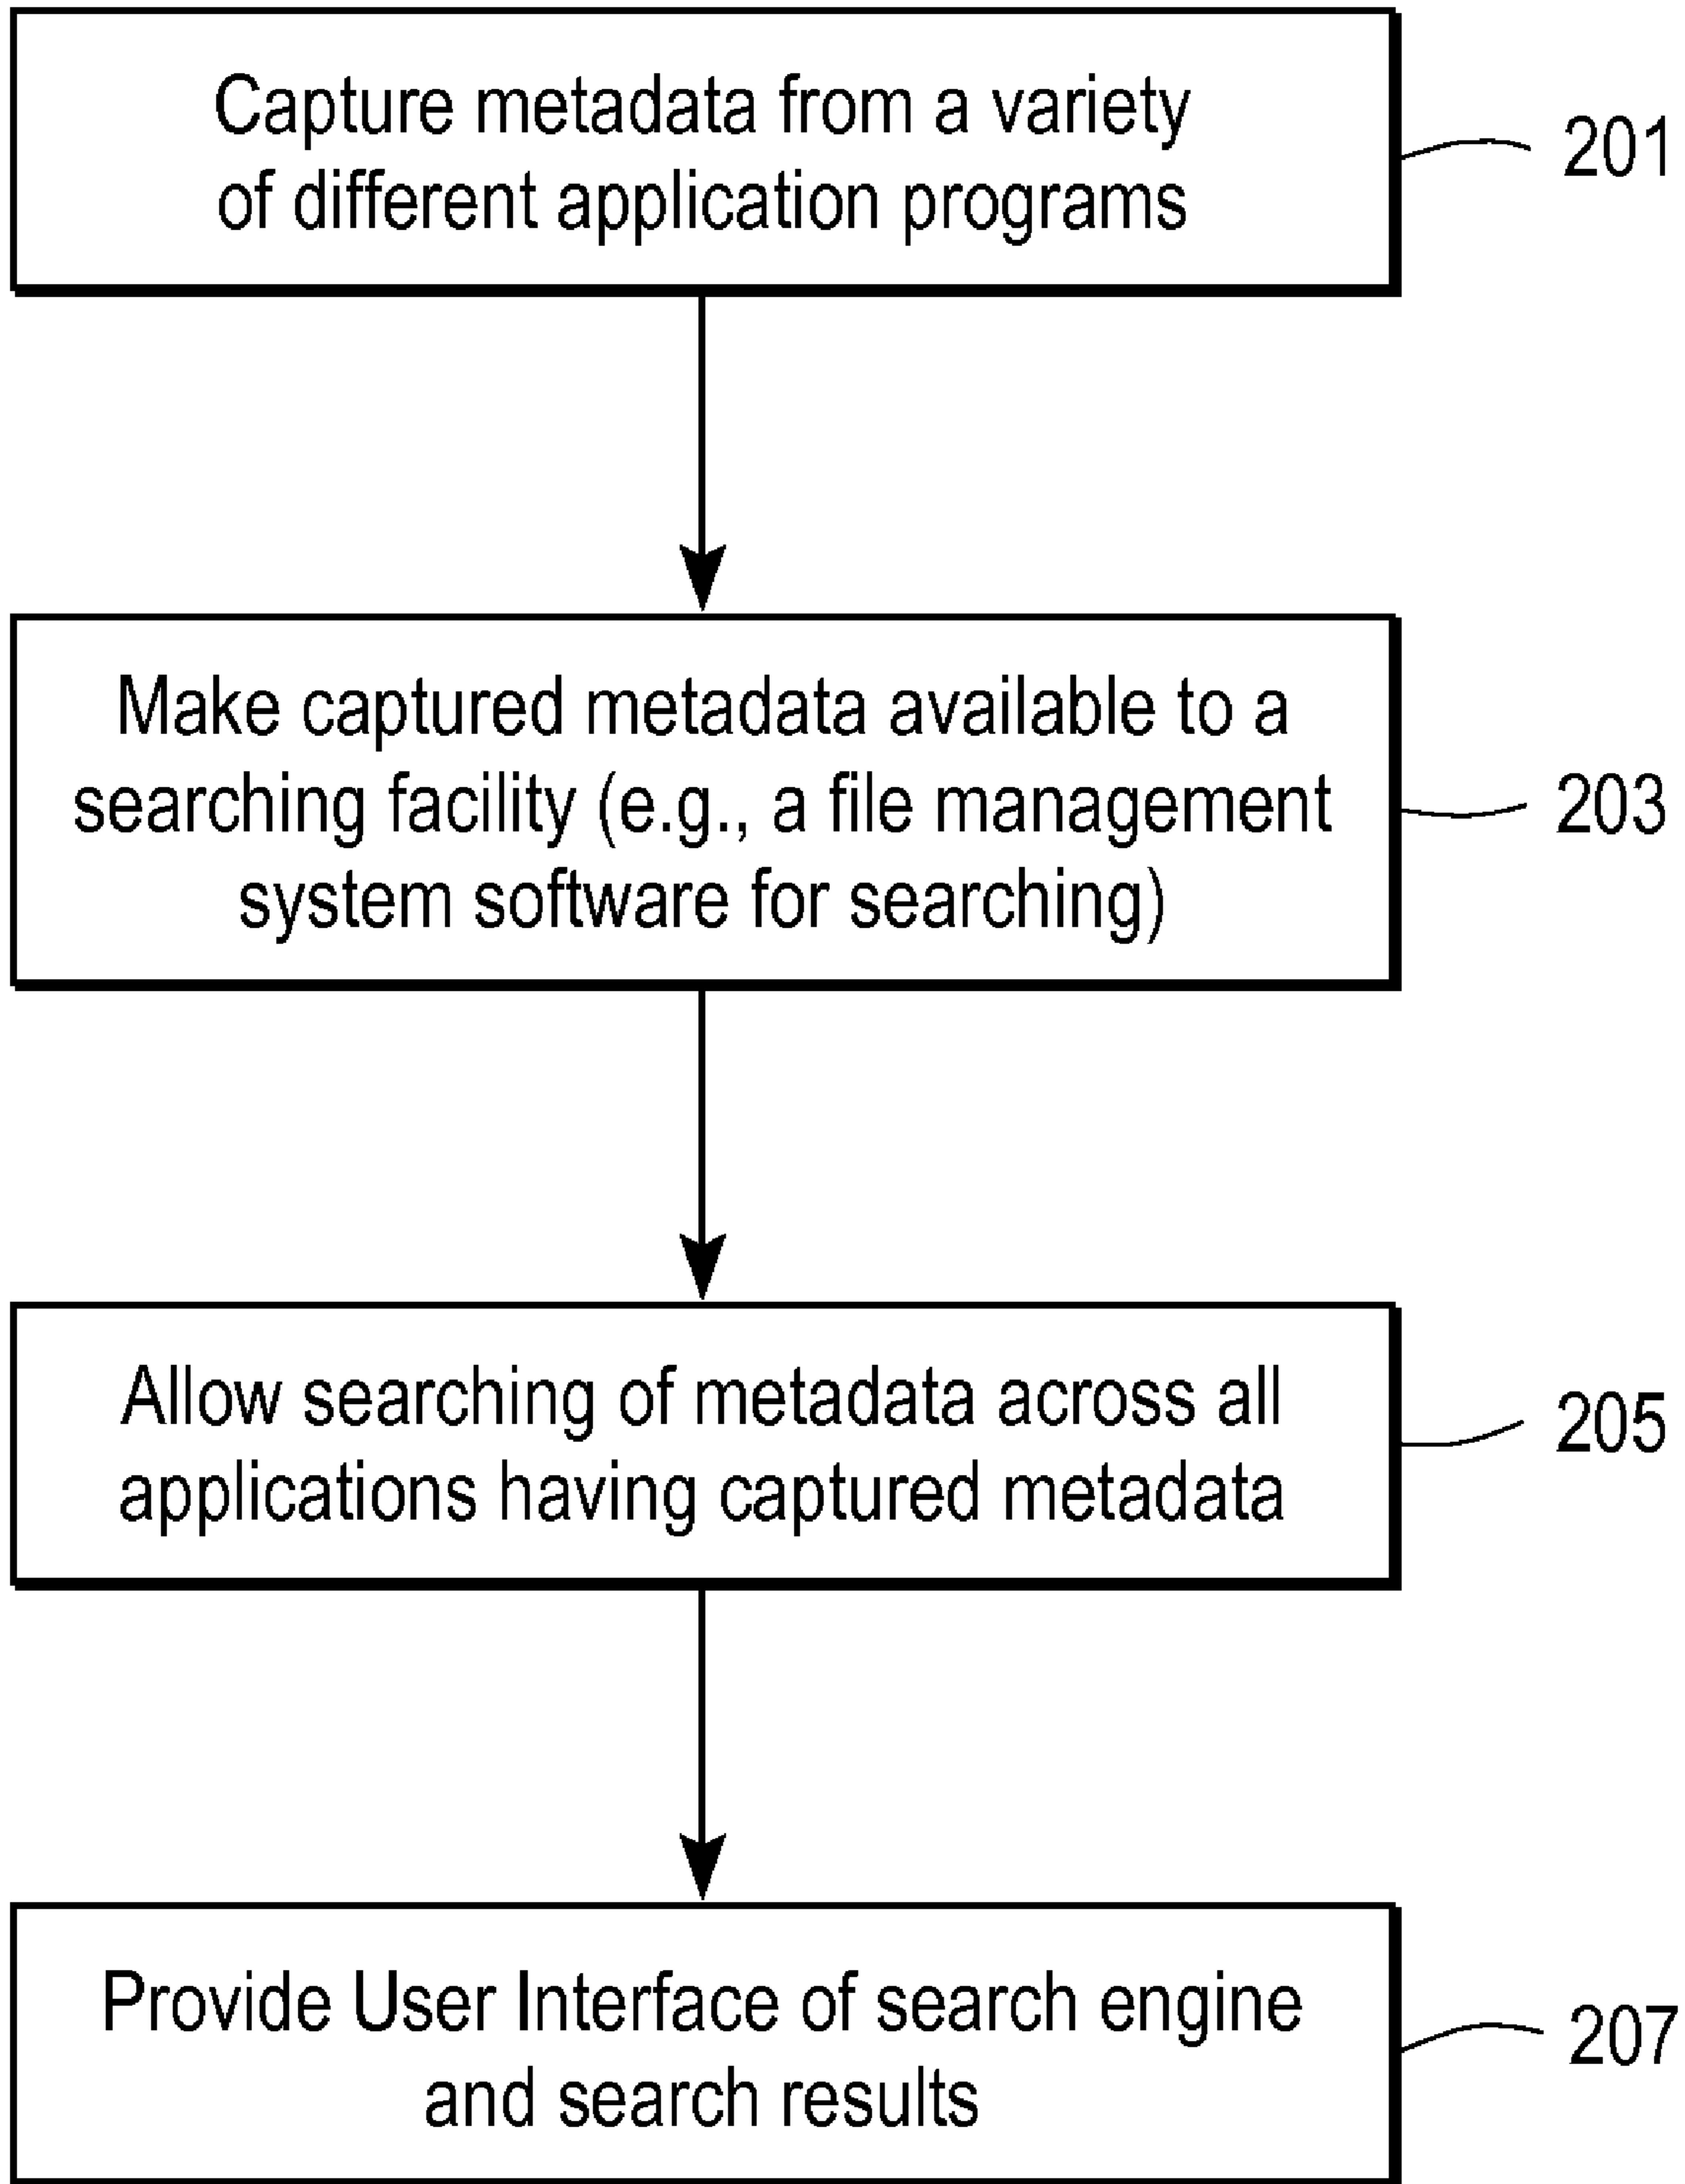 Capture metadata from a variety
of different application programs
201
Make captured metadata available to a
searching facility (e.g., a file management
system software for searching)
203
Allow searching of metadata across all
applications having captured metadata
205
Provide User Interface of search engine
and search results
207